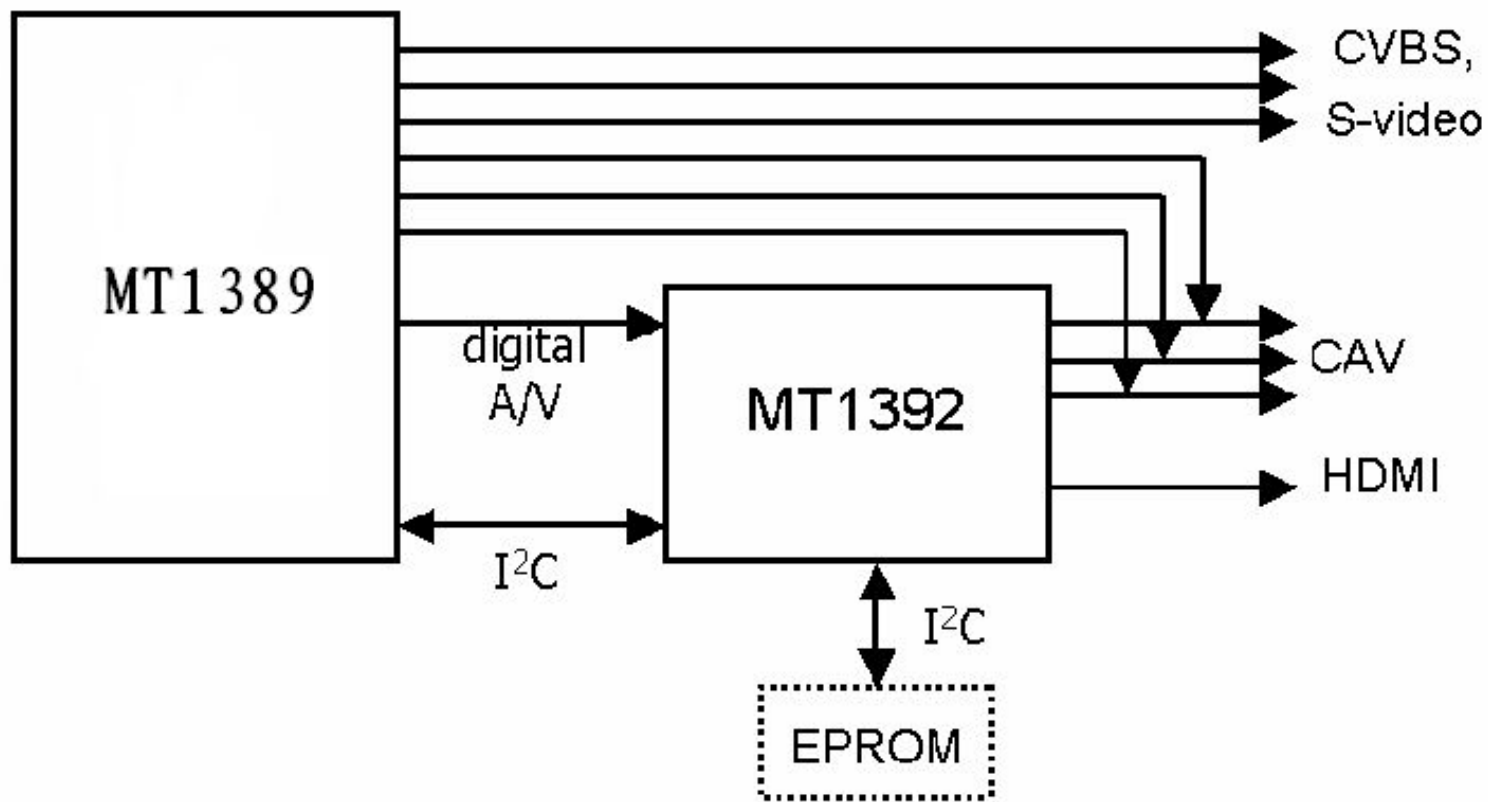 CVBS,
S-video
MT1389
digital
A/V
MT1392
CAV
HDMI
I²C
I²C
EPROM